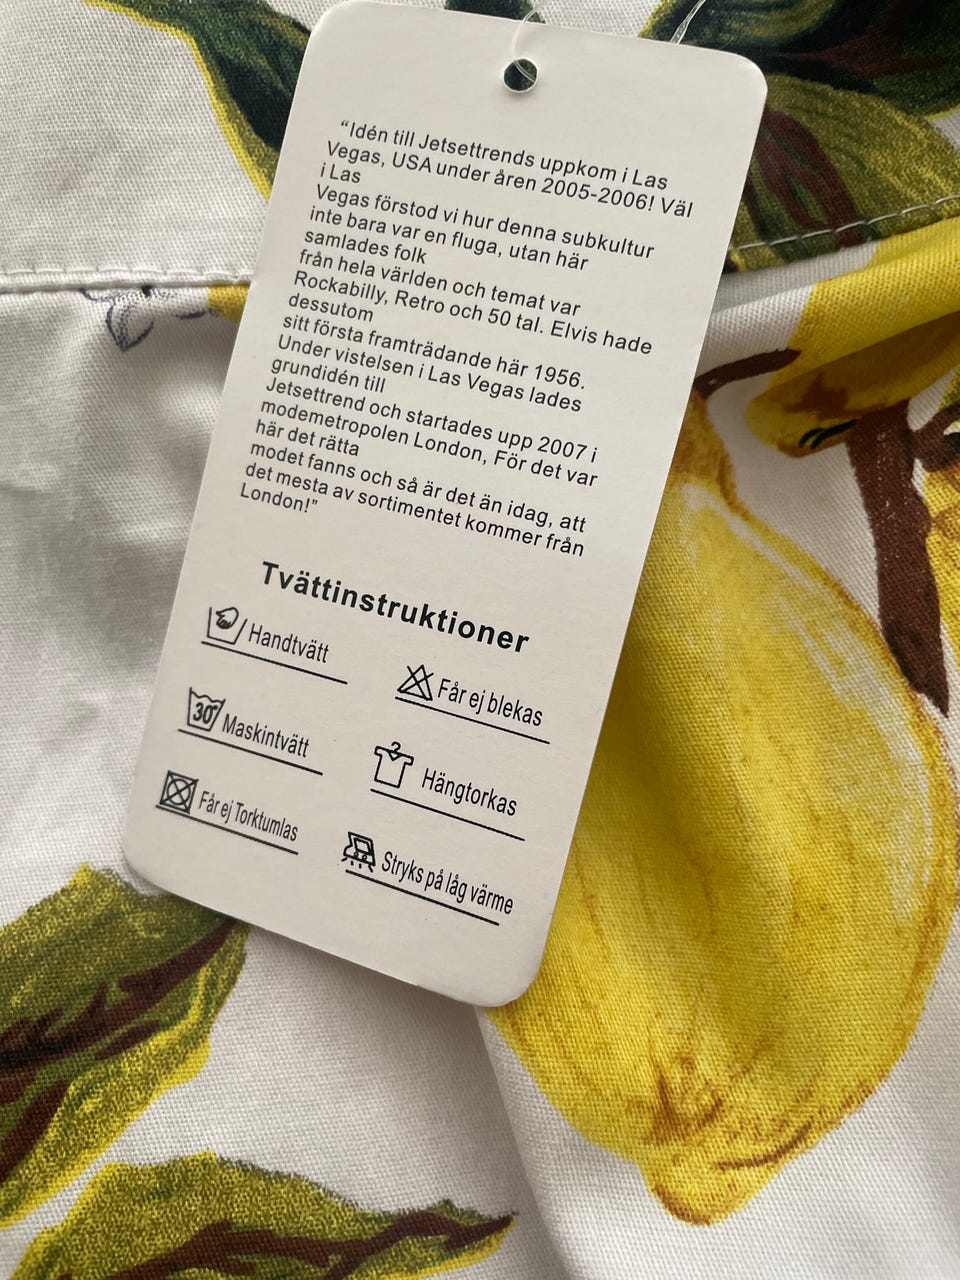 “Idén till Jetsettrends uppkom i Las
Vegas, USA under åren 2005-2006! Väl
i Las
Vegas förstod vi hur denna subkultur
inte bara var en fluga, utan här
samlades folk
från hela världen och temat var
Rockabilly, Retro och 50 tal. Elvis hade
dessutom
sitt första framträdande här 1956.
Under vistelsen i Las Vegas lades
grundidén till
Jetsettrend och startades upp 2007 i
modemetropolen London, För det var
här det rätta
modet fanns och så är det än idag, att
det mesta av sortimentet kommer från
London!”
Tvättinstruktioner
Handtvätt
Får ej blekas
30° Maskintvätt
Hängtorkas
Får ej Torktumlas
Stryks på låg värme